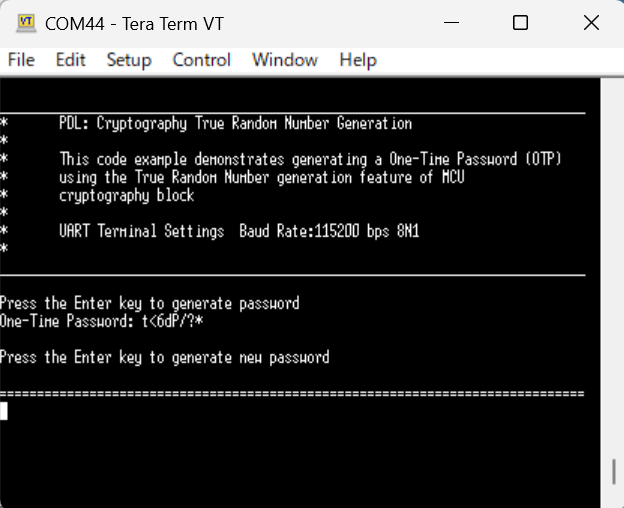 COM44 - Tera Term VT
File Edit Setup Control Window Help
* PDL: Cryptography True Random Number Generation
*
* This code example demonstrates generating a One-Time Password (OTP)
* using the True Random Number generation feature of MCU
* cryptography block
*
* UART Terminal Settings Baud Rate:115200 bps 8N1
*
Press the Enter key to generate password
One-Time Password: t<6dP/?*
Press the Enter key to generate new password
==============================================================================